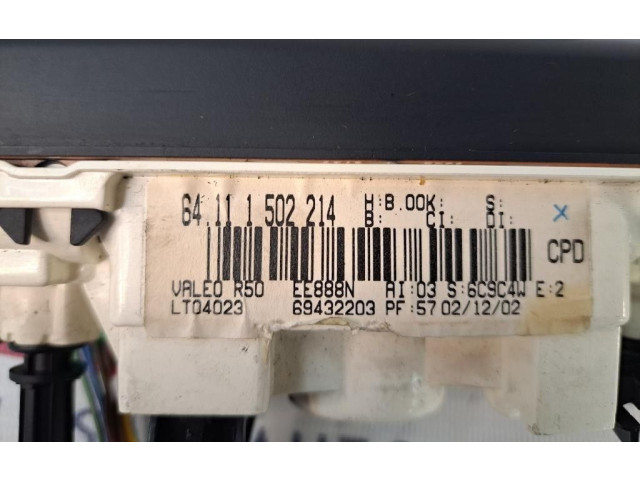 64.11 1 502 214 H:B.00K: S:
B: CI: DI: X
CPD
VALEO R50 EE888N AI:03 S:6C9C4W E:2
LT04023 69432203 PF:57 02/12/02